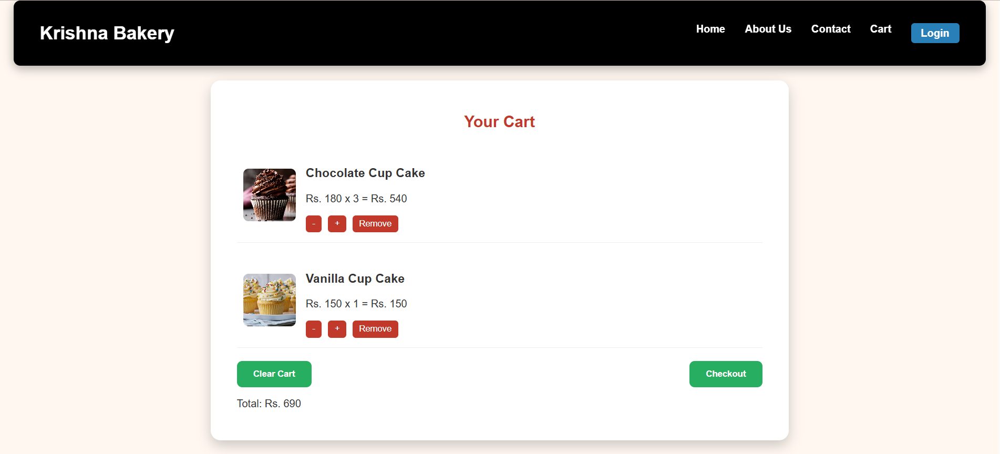 Krishna Bakery
Home About Us Contact Cart Login
Your Cart
Chocolate Cup Cake
Rs. 180 x 3 = Rs. 540
- + Remove
Vanilla Cup Cake
Rs. 150 x 1 = Rs. 150
- + Remove
Clear Cart Checkout
Total: Rs. 690